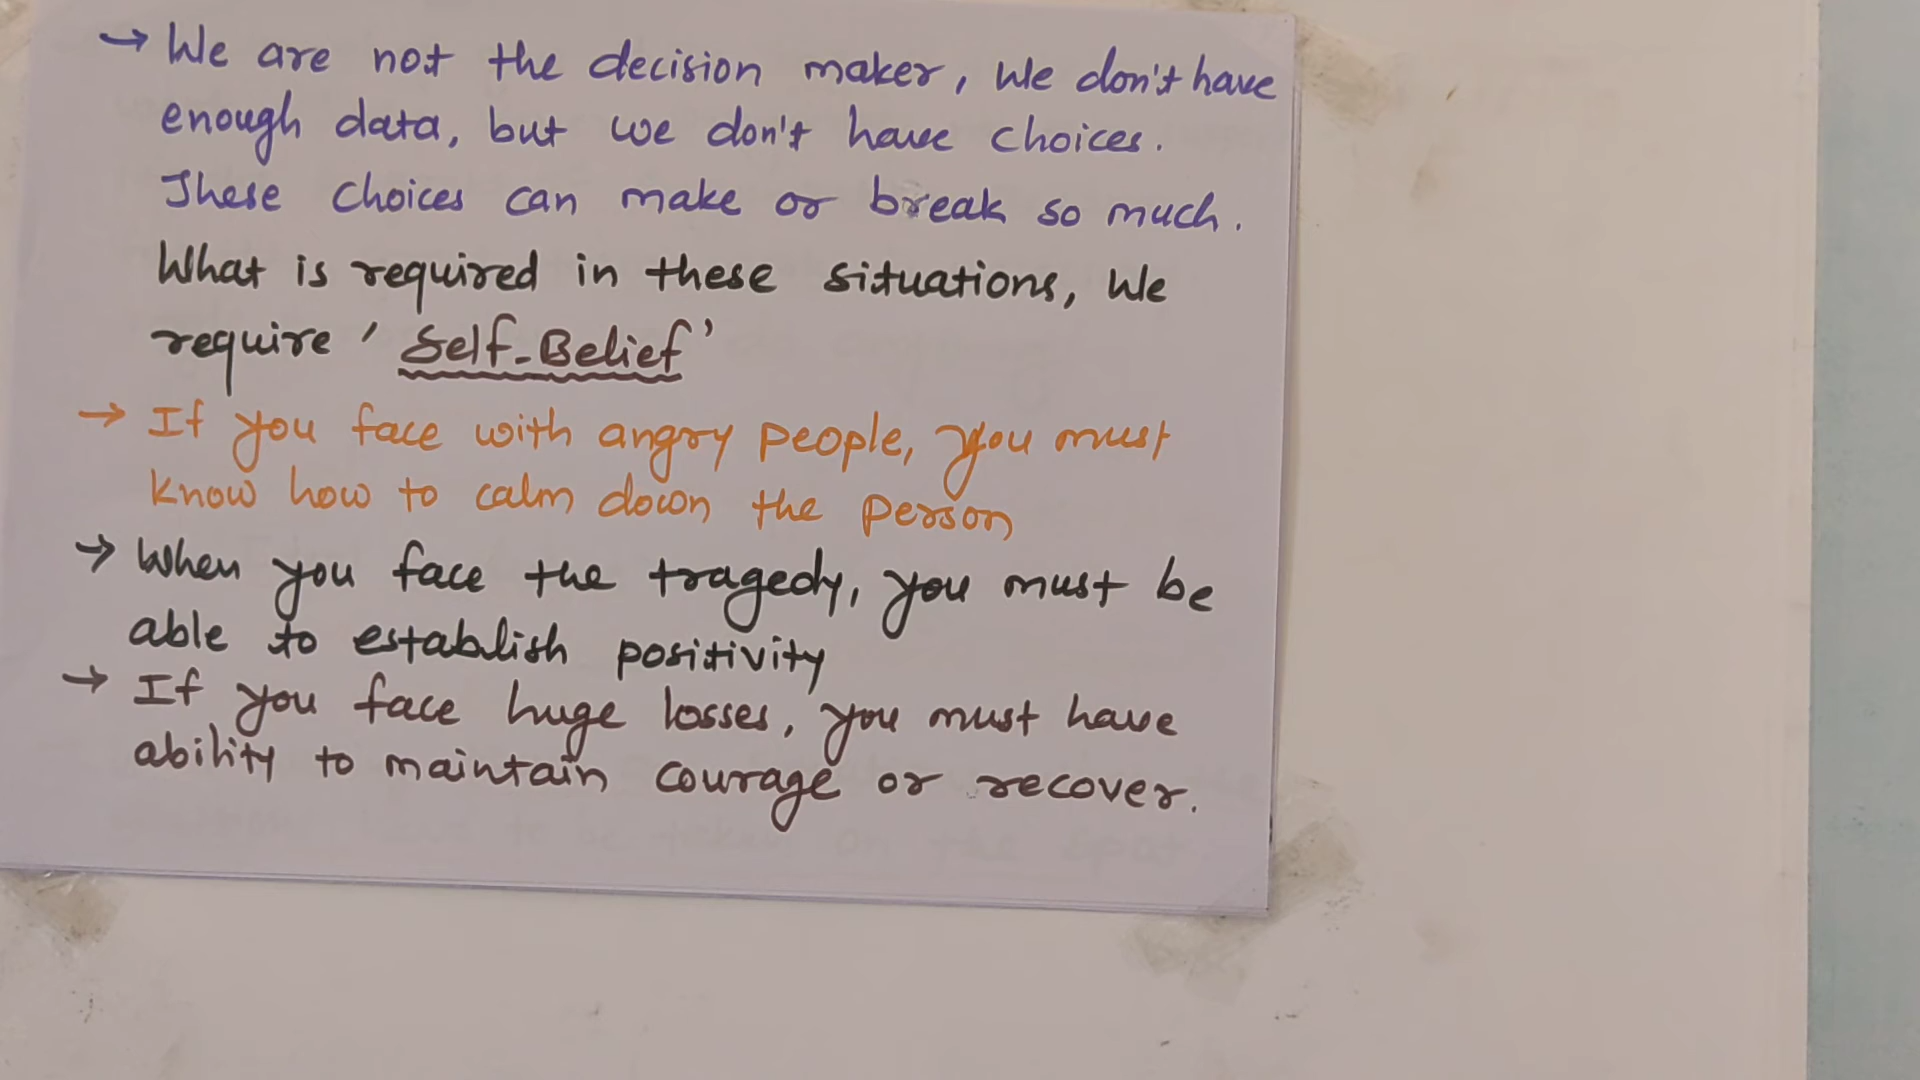 → We are not the decision maker, We don't have
enough data, but we don't have choices.
These choices can make or break so much.
What is required in these situations, We
require 'Self-Belief'
→ If you face with angry people, you must
know how to calm down the person
→ When you face the tragedy, you must be
able to establish positivity
→ If you face huge losses, you must have
ability to maintain courage or recover.